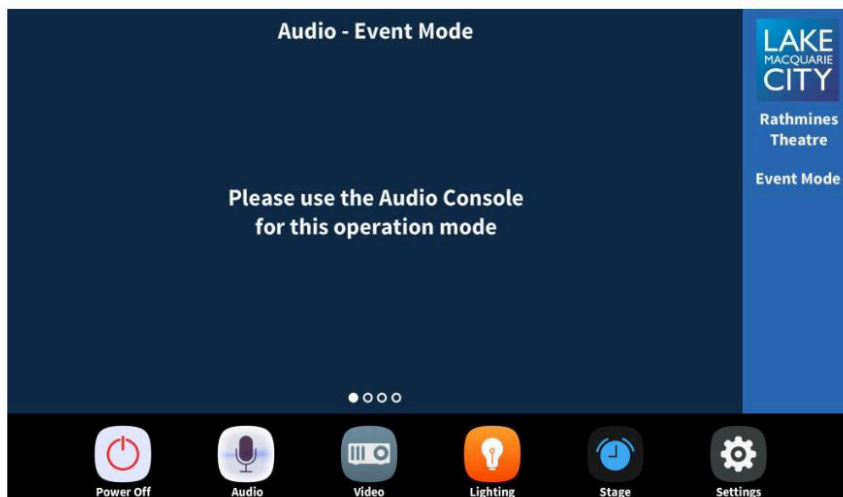 Audio - Event Mode
LAKE
MACQUARIE
CITY
Rathmines
Theatre
Event Mode
Please use the Audio Console
for this operation mode
Power Off
Audio
Video
Lighting
Stage
Settings